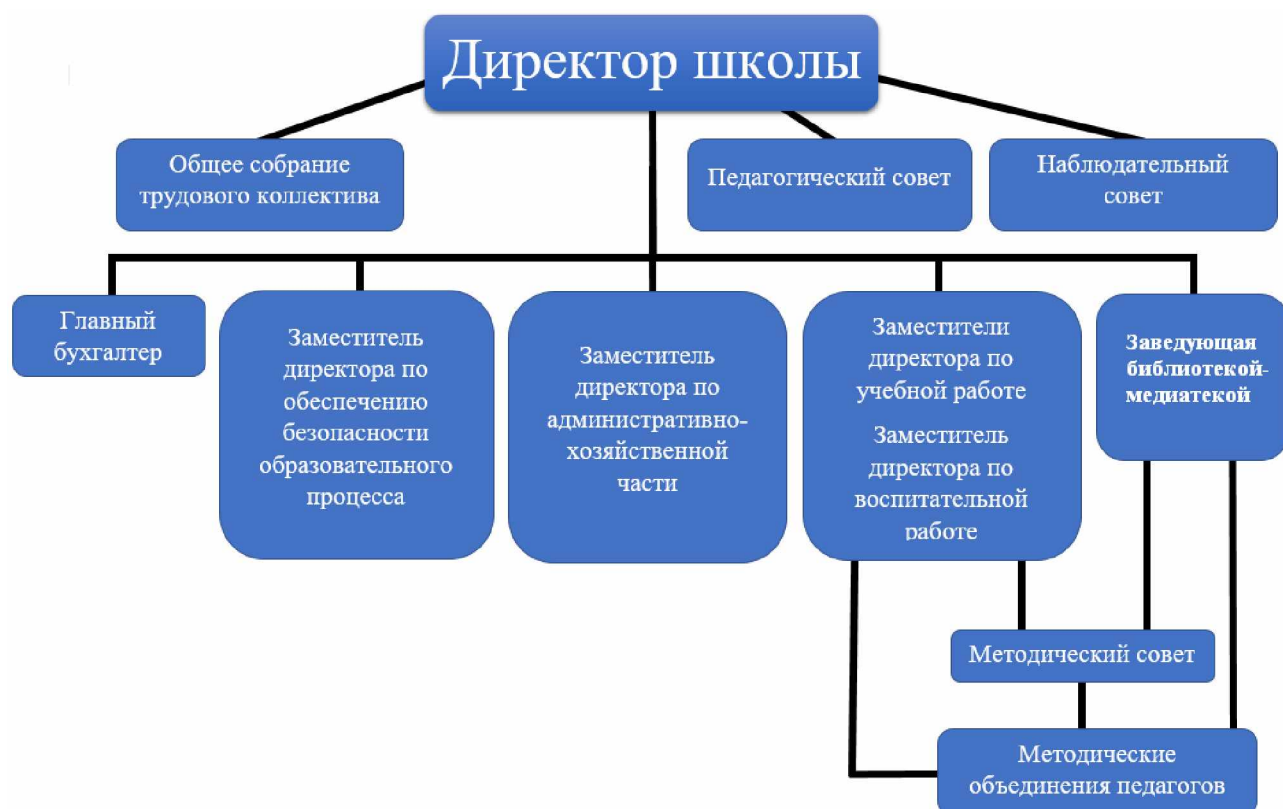 Директор школы
Общее собрание
трудового коллектива
Педагогический совет
Наблюдательный
совет
Главный
бухгалтер
Заместитель
директора по
обеспечению
безопасности
образовательного
процесса
Заместитель
директора по
административно-
хозяйственной
части
Заместители
директора по
учебной работе
Заместитель
директора по
воспитательной
работе
Заведующая
библиотекой-
медиатекой
Методический совет
Методические
объединения педагогов